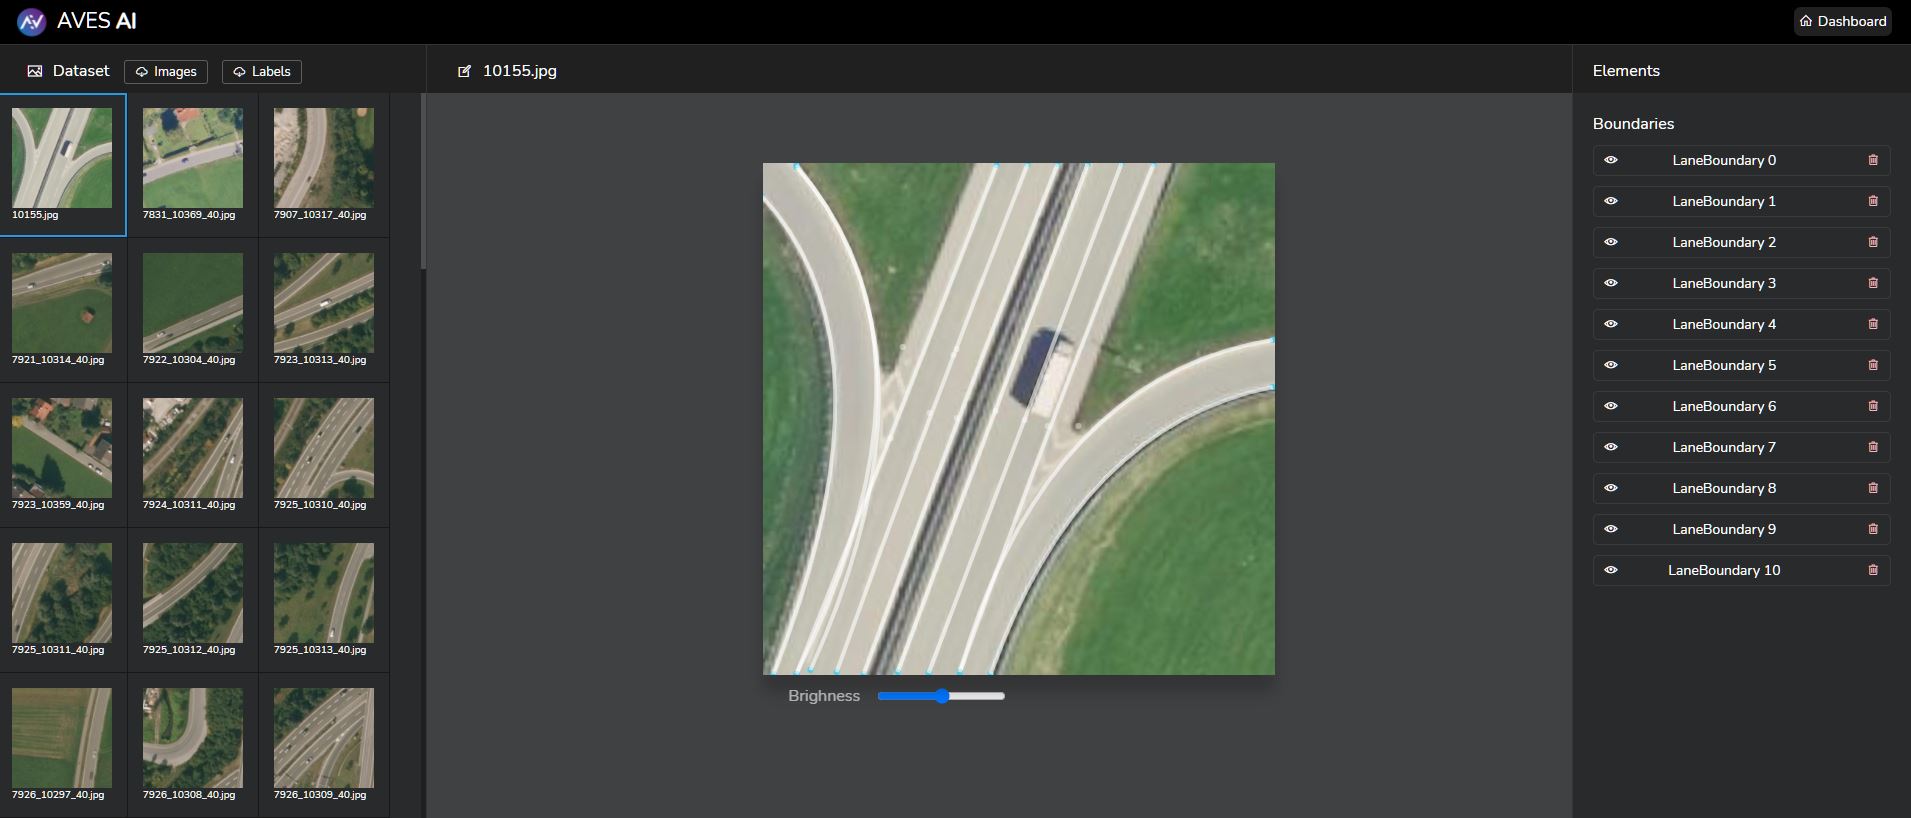 AVES AI
Dashboard
Dataset
Images
Labels
10155.jpg
Elements
10155.jpg
7831_10369_40.jpg
7907_10317_40.jpg
7921_10314_40.jpg
7922_10304_40.jpg
7923_10313_40.jpg
7923_10359_40.jpg
7924_10311_40.jpg
7925_10310_40.jpg
7925_10311_40.jpg
7925_10312_40.jpg
7925_10313_40.jpg
7926_10297_40.jpg
7926_10308_40.jpg
7926_10309_40.jpg
Brighness
Boundaries
LaneBoundary 0
LaneBoundary 1
LaneBoundary 2
LaneBoundary 3
LaneBoundary 4
LaneBoundary 5
LaneBoundary 6
LaneBoundary 7
LaneBoundary 8
LaneBoundary 9
LaneBoundary 10